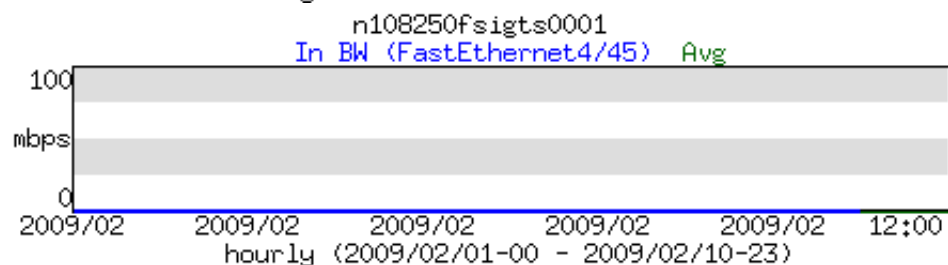 n108250fsigts0001
In BW (FastEthernet4/45) Avg
100
mbps
0
2009/02 2009/02 2009/02 2009/02 2009/02 12:00
hourly (2009/02/01-00 - 2009/02/10-23)